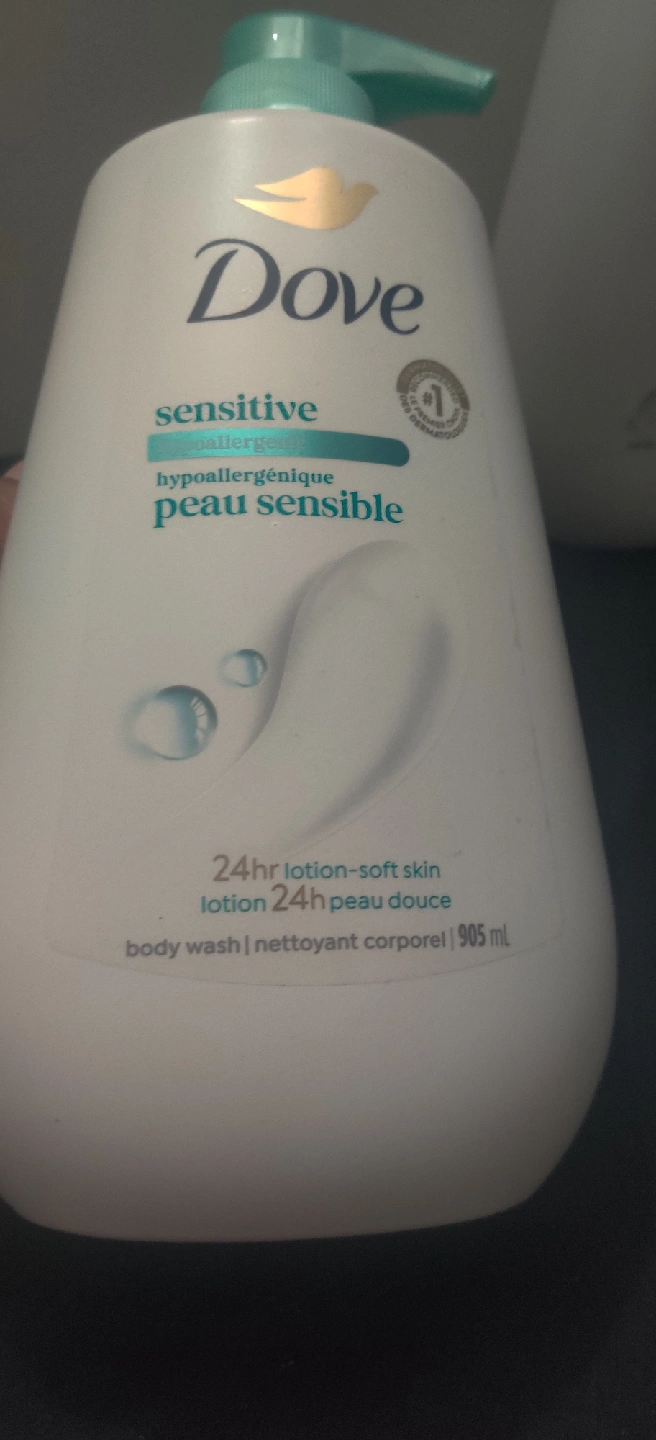 Dove
#1
sensitive
hypoallergenic
hypoallergénique
peau sensible
24hr lotion-soft skin
lotion 24h peau douce
body wash | nettoyant corporel | 905 mL